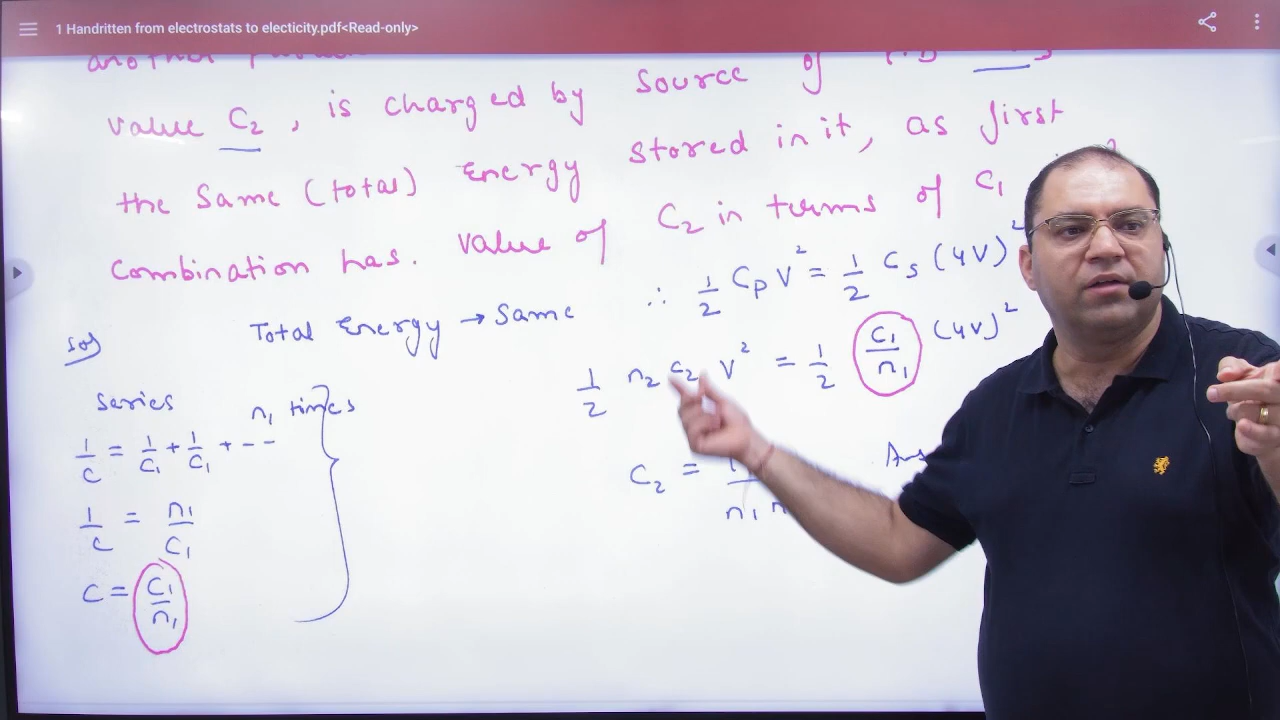 1 Handritten from electrostats to electicity.pdf<Read-only>
another
value C₂, is charged by source of P.D
the same (total) Energy stored in it, as first
combination has. value of C₂ in terms of C₁
Sol
Total Energy → Same
∴ 1/2 Cp V² = 1/2 Cs (4V)²
1/2 n₂ C₂ V² = 1/2 C₁/n₁ (4V)²
C₂ =
n₁
Ans
Series
n₁ times
1/C = 1/C₁ + 1/C₁ + --
1/C = n₁/C₁
C = C₁/n₁